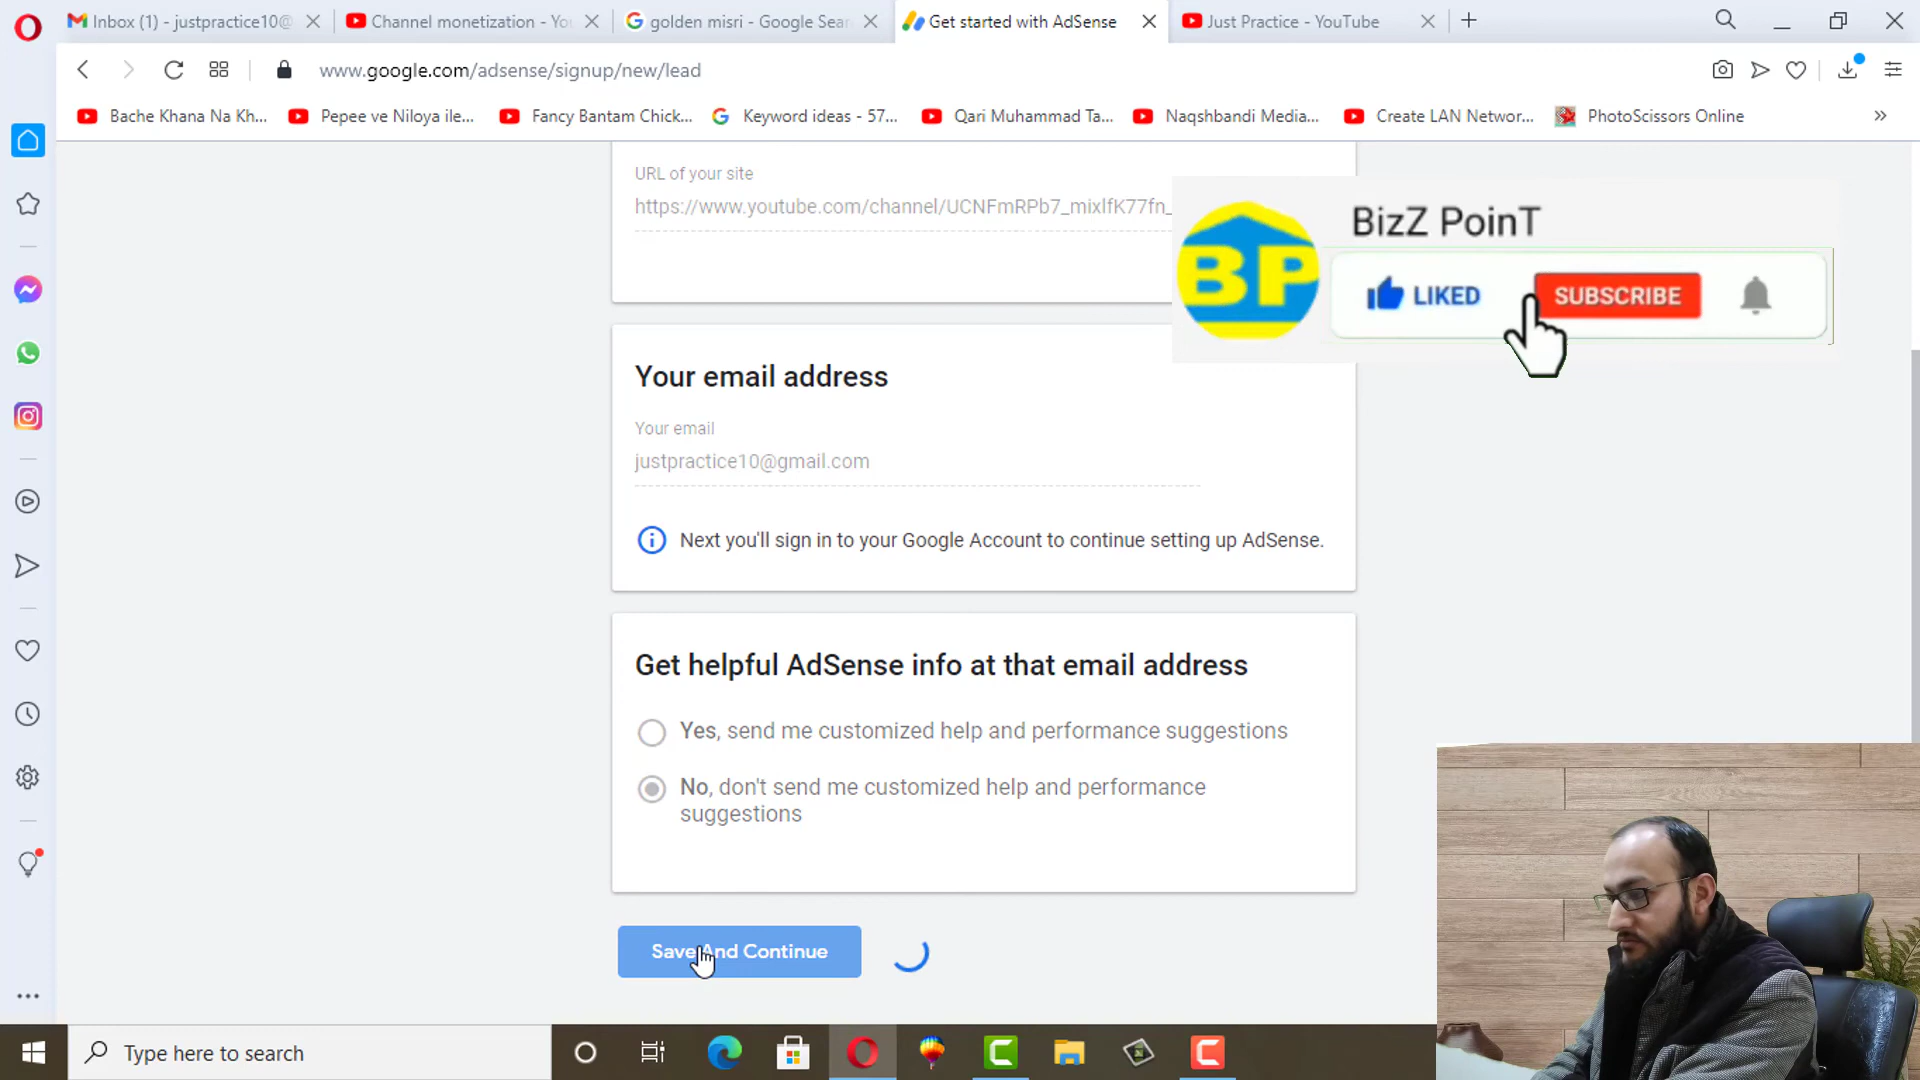 Inbox (1) - justpractice10@
Channel monetization - Yo
golden misri - Google Sear
Get started with AdSense
Just Practice - YouTube
www.google.com/adsense/signup/new/lead
Bache Khana Na Kh...
Pepee ve Niloya ile...
Fancy Bantam Chick...
Keyword ideas - 57...
Qari Muhammad Ta...
Naqshbandi Media...
Create LAN Networ...
PhotoScissors Online
URL of your site
https://www.youtube.com/channel/UCNFmRPb7_mixlfK77fn_
BP
BizZ PoinT
LIKED
SUBSCRIBE
Your email address
Your email
justpractice10@gmail.com
Next you'll sign in to your Google Account to continue setting up AdSense.
Get helpful AdSense info at that email address
Yes, send me customized help and performance suggestions
No, don't send me customized help and performance
suggestions
Save And Continue
Type here to search